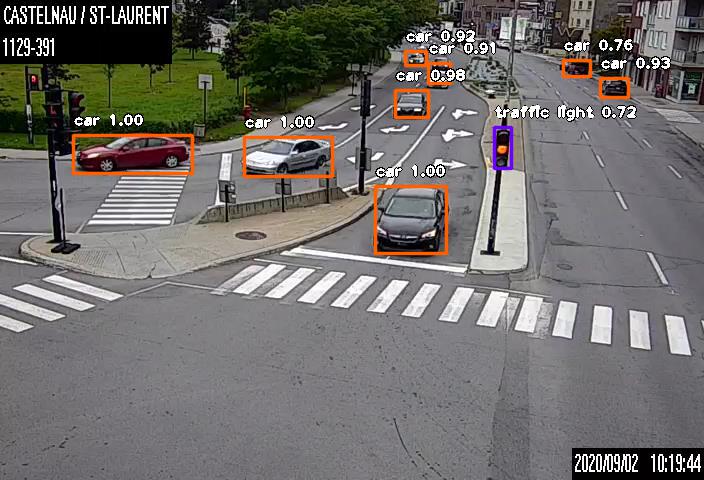 CASTELNAU / ST-LAURENT
1129-391
car 0.92
car 0.91
car 0.76
car 0.93
car 0.98
traffic light 0.72
car 1.00
car 1.00
car 1.00
2020/09/02 10:19:44